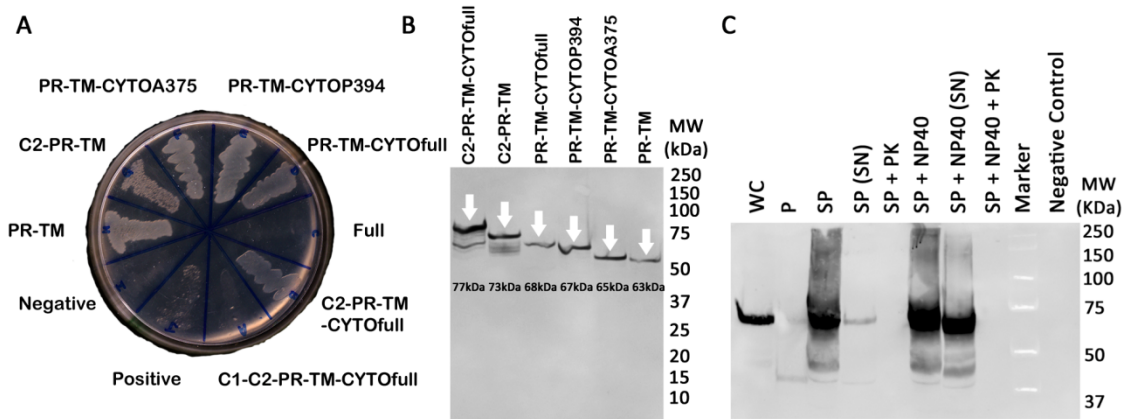 A
PR-TM-CYTOA375
PR-TM-CYTOP394
C2-PR-TM
PR-TM-CYTOfull
PR-TM
Full
Negative
C2-PR-TM
-CYTOfull
Positive
C1-C2-PR-TM-CYTOfull
B
C2-PR-TM-CYTOfull
C2-PR-TM
PR-TM-CYTOfull
PR-TM-CYTOP394
PR-TM-CYTOA375
PR-TM
MW
(kDa)
250
150
100
75
50
37
25
20
15
10
77kDa 73kDa 68kDa 67kDa 65kDa 63kDa
C
WC
P
SP
SP (SN)
SP + PK
SP + NP40
SP + NP40 (SN)
SP + NP40 + PK
Marker
Negative Control
MW
(KDa)
250
150
100
75
50
37